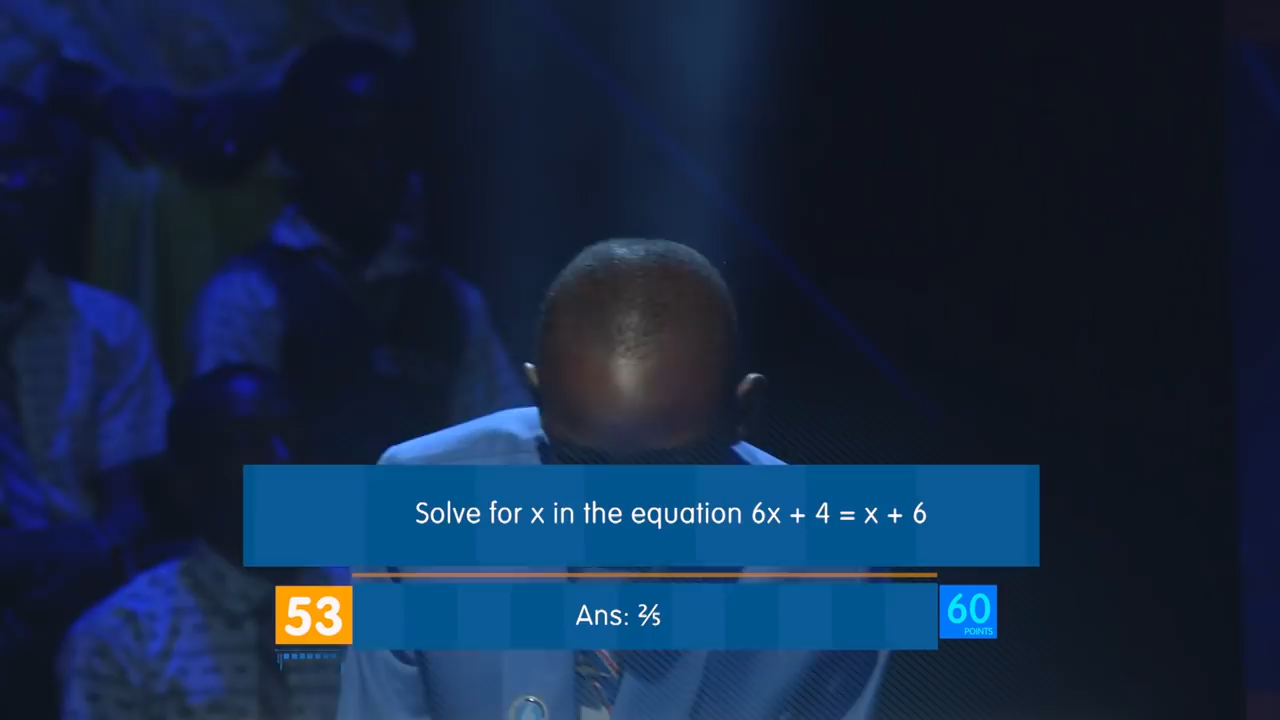 Solve for x in the equation 6x + 4 = x + 6
53
Ans: ⅖
60
POINTS